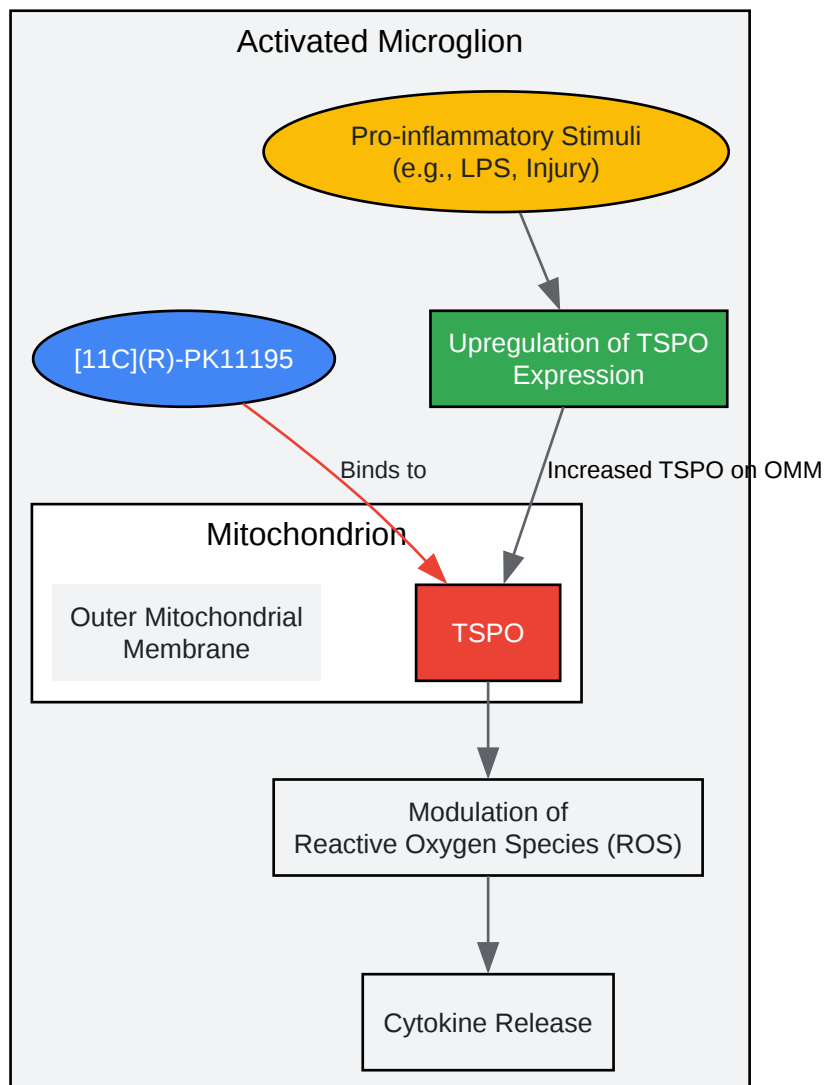 Activated Microglion
Pro-inflammatory Stimuli
(e.g., LPS, Injury)
[11C](R)-PK11195
Upregulation of TSPO
Expression
Binds to
Increased TSPO on OMM
Mitochondrion
Outer Mitochondrial
Membrane
TSPO
Modulation of
Reactive Oxygen Species (ROS)
Cytokine Release